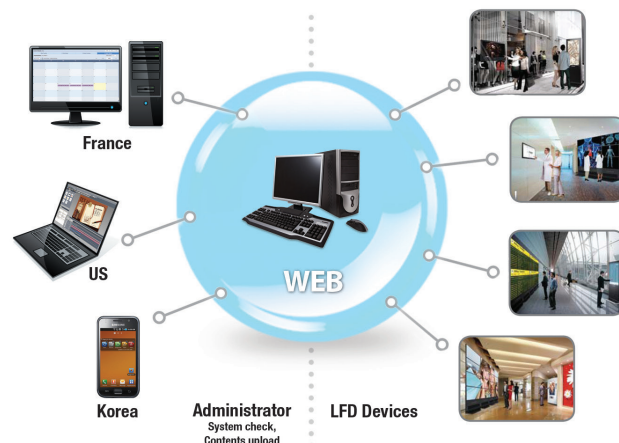 France
US
WEB
Korea
Administrator
System check,
Contents upload
LFD Devices